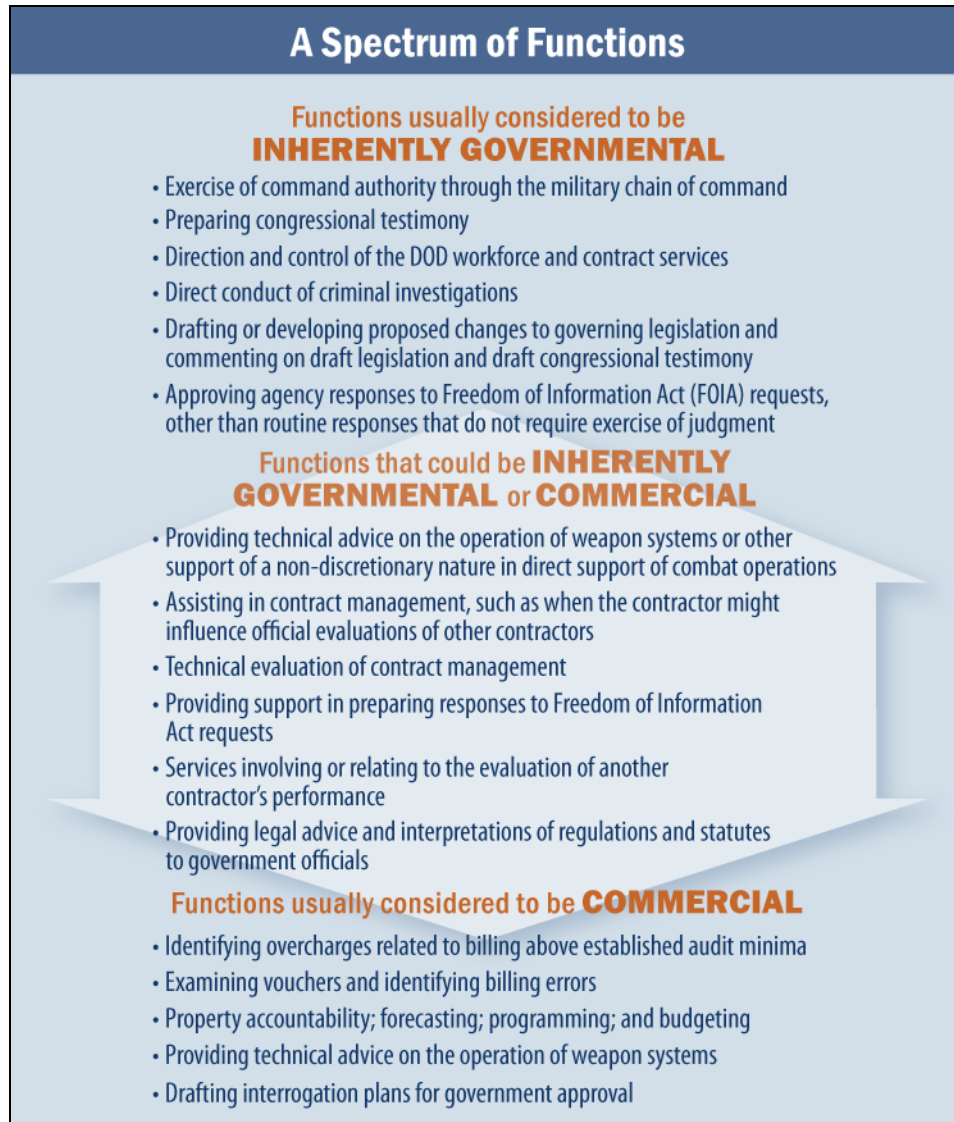 A Spectrum of Functions
Functions usually considered to be
INHERENTLY GOVERNMENTAL
• Exercise of command authority through the military chain of command
• Preparing congressional testimony
• Direction and control of the DOD workforce and contract services
• Direct conduct of criminal investigations
• Drafting or developing proposed changes to governing legislation and
commenting on draft legislation and draft congressional testimony
• Approving agency responses to Freedom of Information Act (FOIA) requests,
other than routine responses that do not require exercise of judgment
Functions that could be INHERENTLY
GOVERNMENTAL or COMMERCIAL
• Providing technical advice on the operation of weapon systems or other
support of a non-discretionary nature in direct support of combat operations
• Assisting in contract management, such as when the contractor might
influence official evaluations of other contractors
• Technical evaluation of contract management
• Providing support in preparing responses to Freedom of Information
Act requests
• Services involving or relating to the evaluation of another
contractor's performance
• Providing legal advice and interpretations of regulations and statutes
to government officials
Functions usually considered to be COMMERCIAL
• Identifying overcharges related to billing above established audit minima
• Examining vouchers and identifying billing errors
• Property accountability; forecasting; programming; and budgeting
• Providing technical advice on the operation of weapon systems
• Drafting interrogation plans for government approval